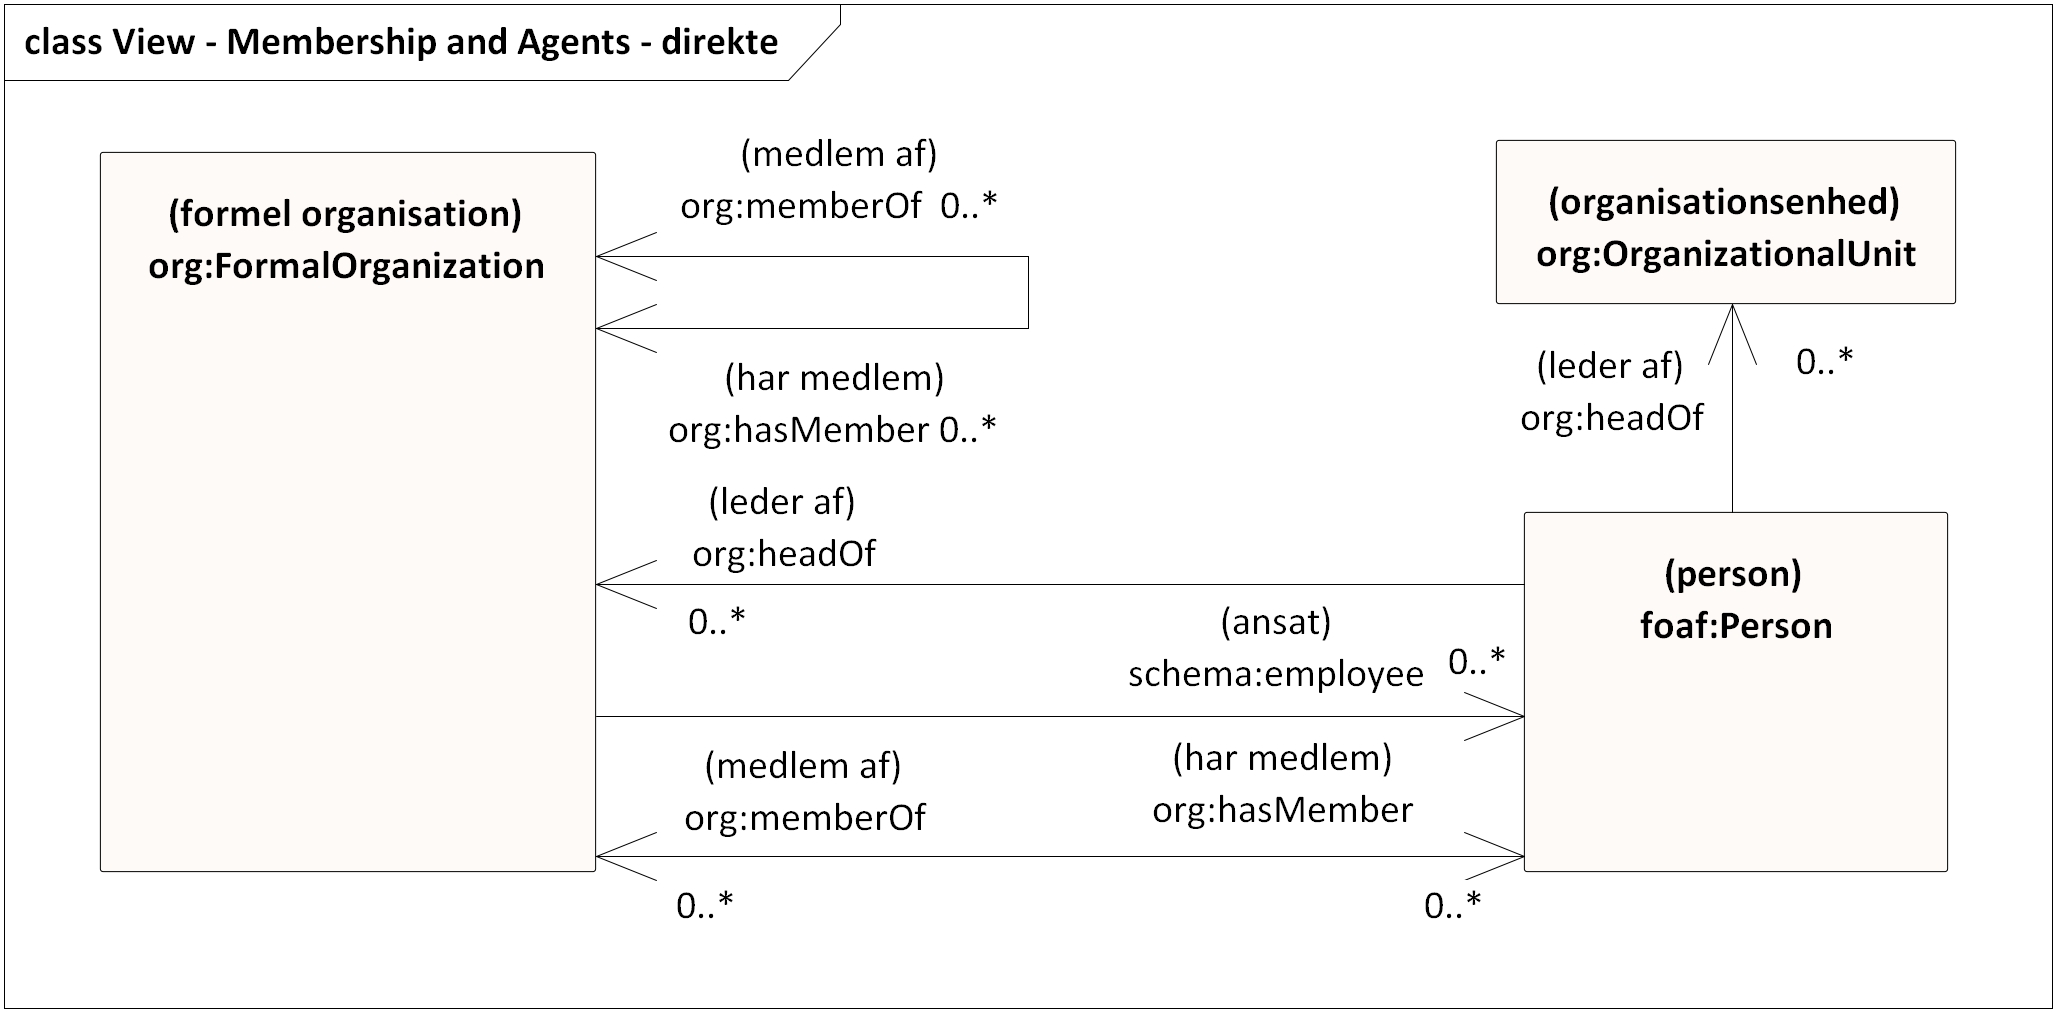 class View - Membership and Agents - direkte
(formel organisation)
org:FormalOrganization
(medlem af)
org:memberOf 0..*
(har medlem)
org:hasMember 0..*
(organisationsenhed)
org:OrganizationalUnit
(leder af)
org:headOf
0..*
(leder af)
org:headOf
0..*
(person)
foaf:Person
(ansat)
schema:employee
0..*
(medlem af)
org:memberOf
0..*
(har medlem)
org:hasMember
0..*